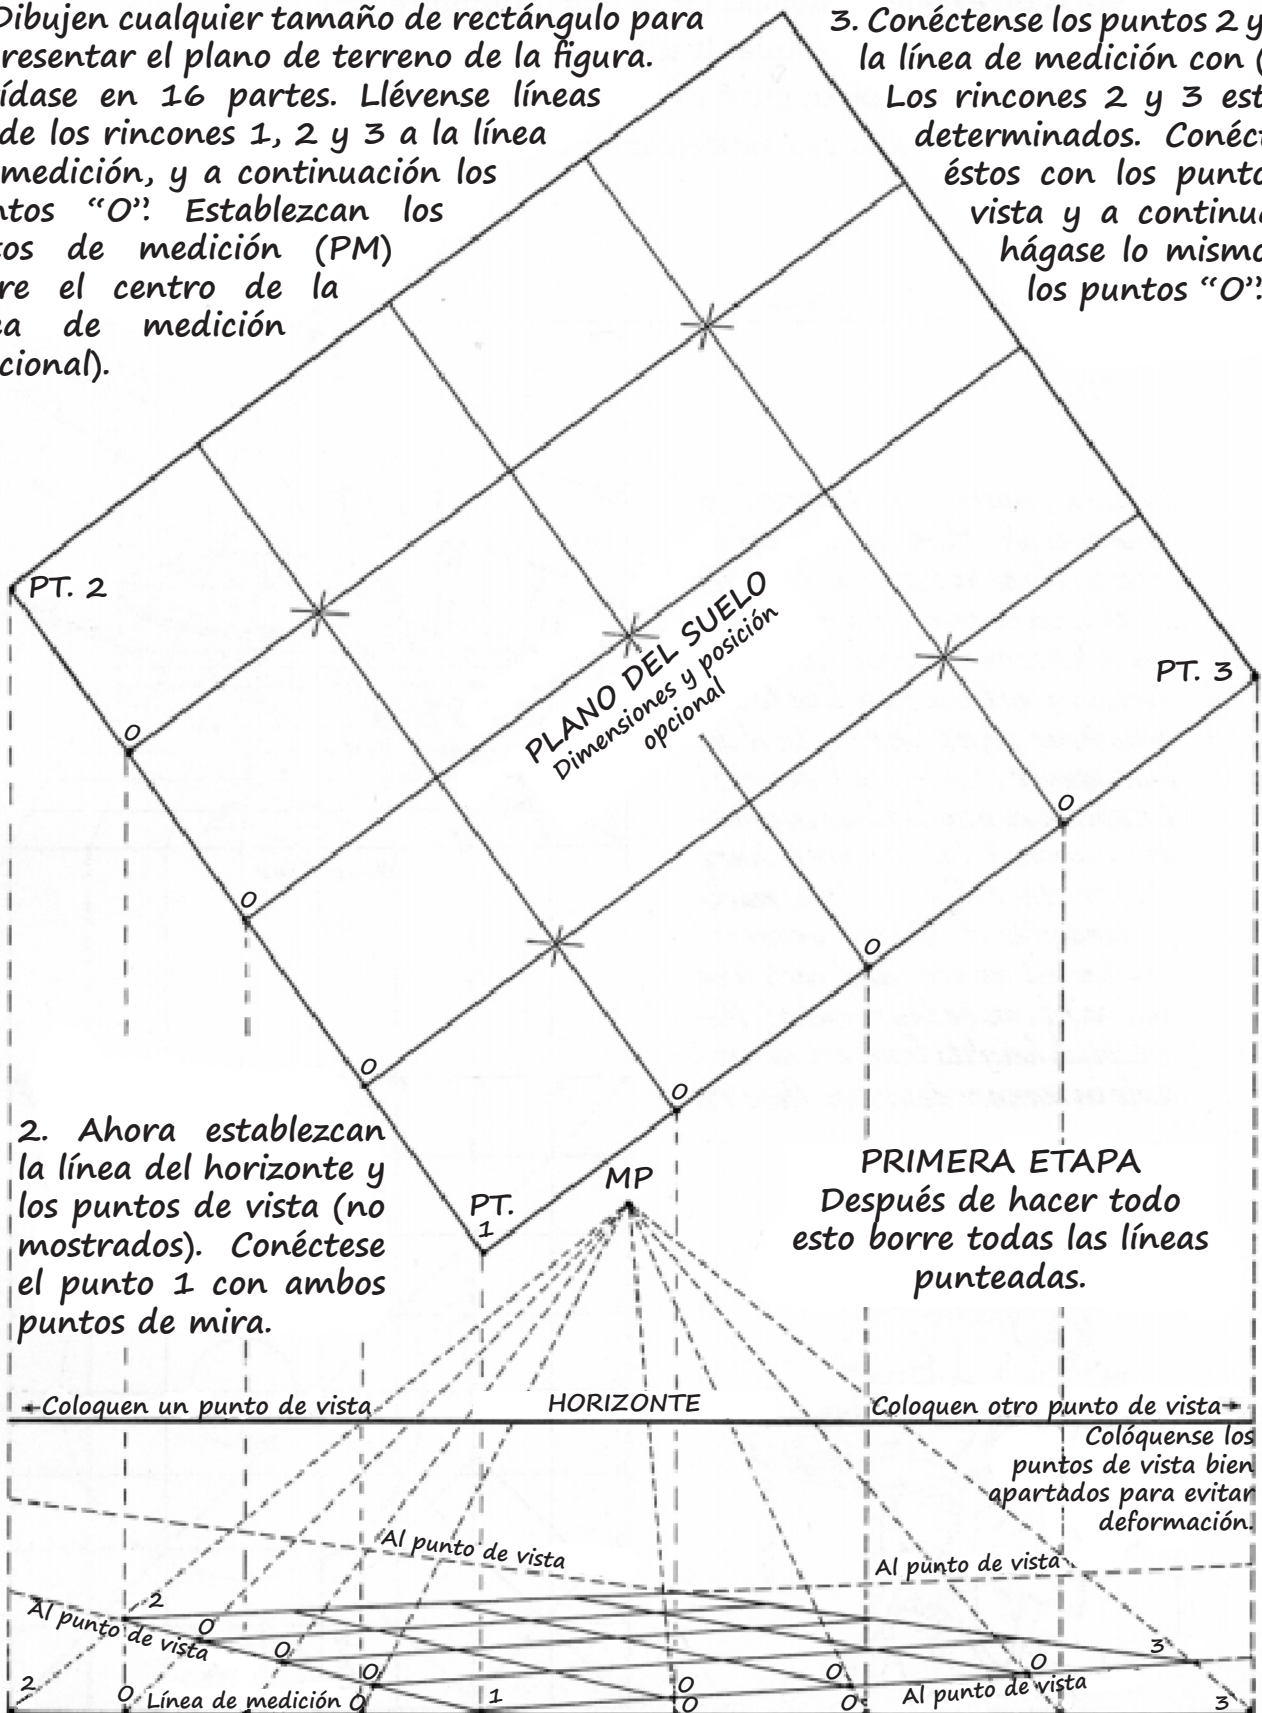 Dibujen cualquier tamaño de rectángulo para
resentar el plano de terreno de la figura.
ídase en 16 partes. Llévense líneas
de los rincones 1, 2 y 3 a la línea
medición, y a continuación los
ntos “O”. Establezcan los
tos de medición (PM)
re el centro de la
ea de medición
cional).
3. Conéctense los puntos 2 y
la línea de medición con (
Los rincones 2 y 3 est
determinados. Conéct
éstos con los punto
vista y a continua
hágase lo mismo
los puntos “O”.
PT. 2
PLANO DEL SUELO
Dimensiones y posición
opcional
PT. 3
O
O
O
O
O
O
2. Ahora establezcan
la línea del horizonte y
los puntos de vista (no
mostrados). Conéctese
el punto 1 con ambos
puntos de mira.
PT.
1
MP
PRIMERA ETAPA
Después de hacer todo
esto borre todas las líneas
punteadas.
Coloquen un punto de vista
HORIZONTE
Coloquen otro punto de vista
Colóquense los
puntos de vista bien
apartados para evitar
deformación.
Al punto de vista
Al punto de vista
2
Al punto de vista
O
O
O
O
O
3
2
O
Línea de medición
O
1
O
O
O
Al punto de vista
3